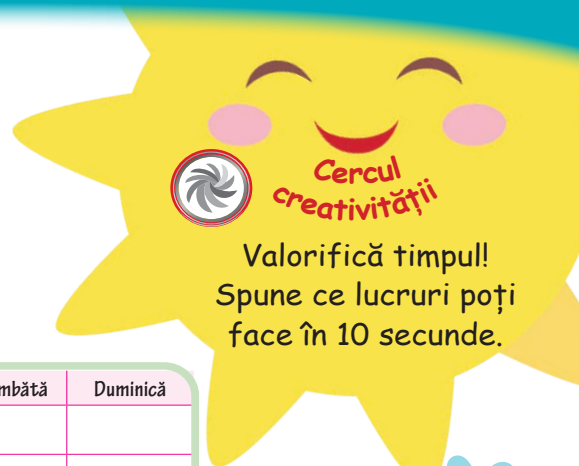 Cercul
creativității
Valorifică timpul!
Spune ce lucruri poți
face în 10 secunde.
mbătă Duminică